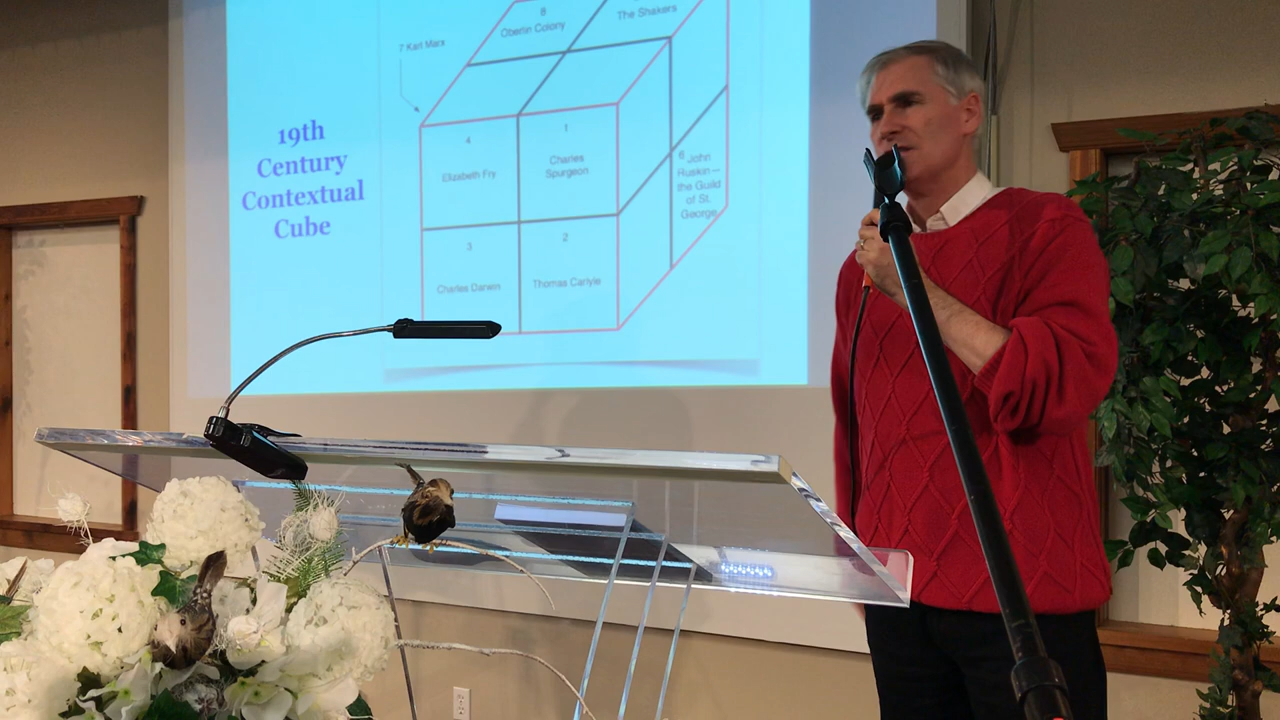 8
Oberlin Colony
The Shakers
7 Karl Marx
19th
Century
Contextual
Cube
4
Elizabeth Fry
1
Charles
Spurgeon
6 John
Ruskin—
the Guild
of St.
George
3
Charles Darwin
2
Thomas Carlyle